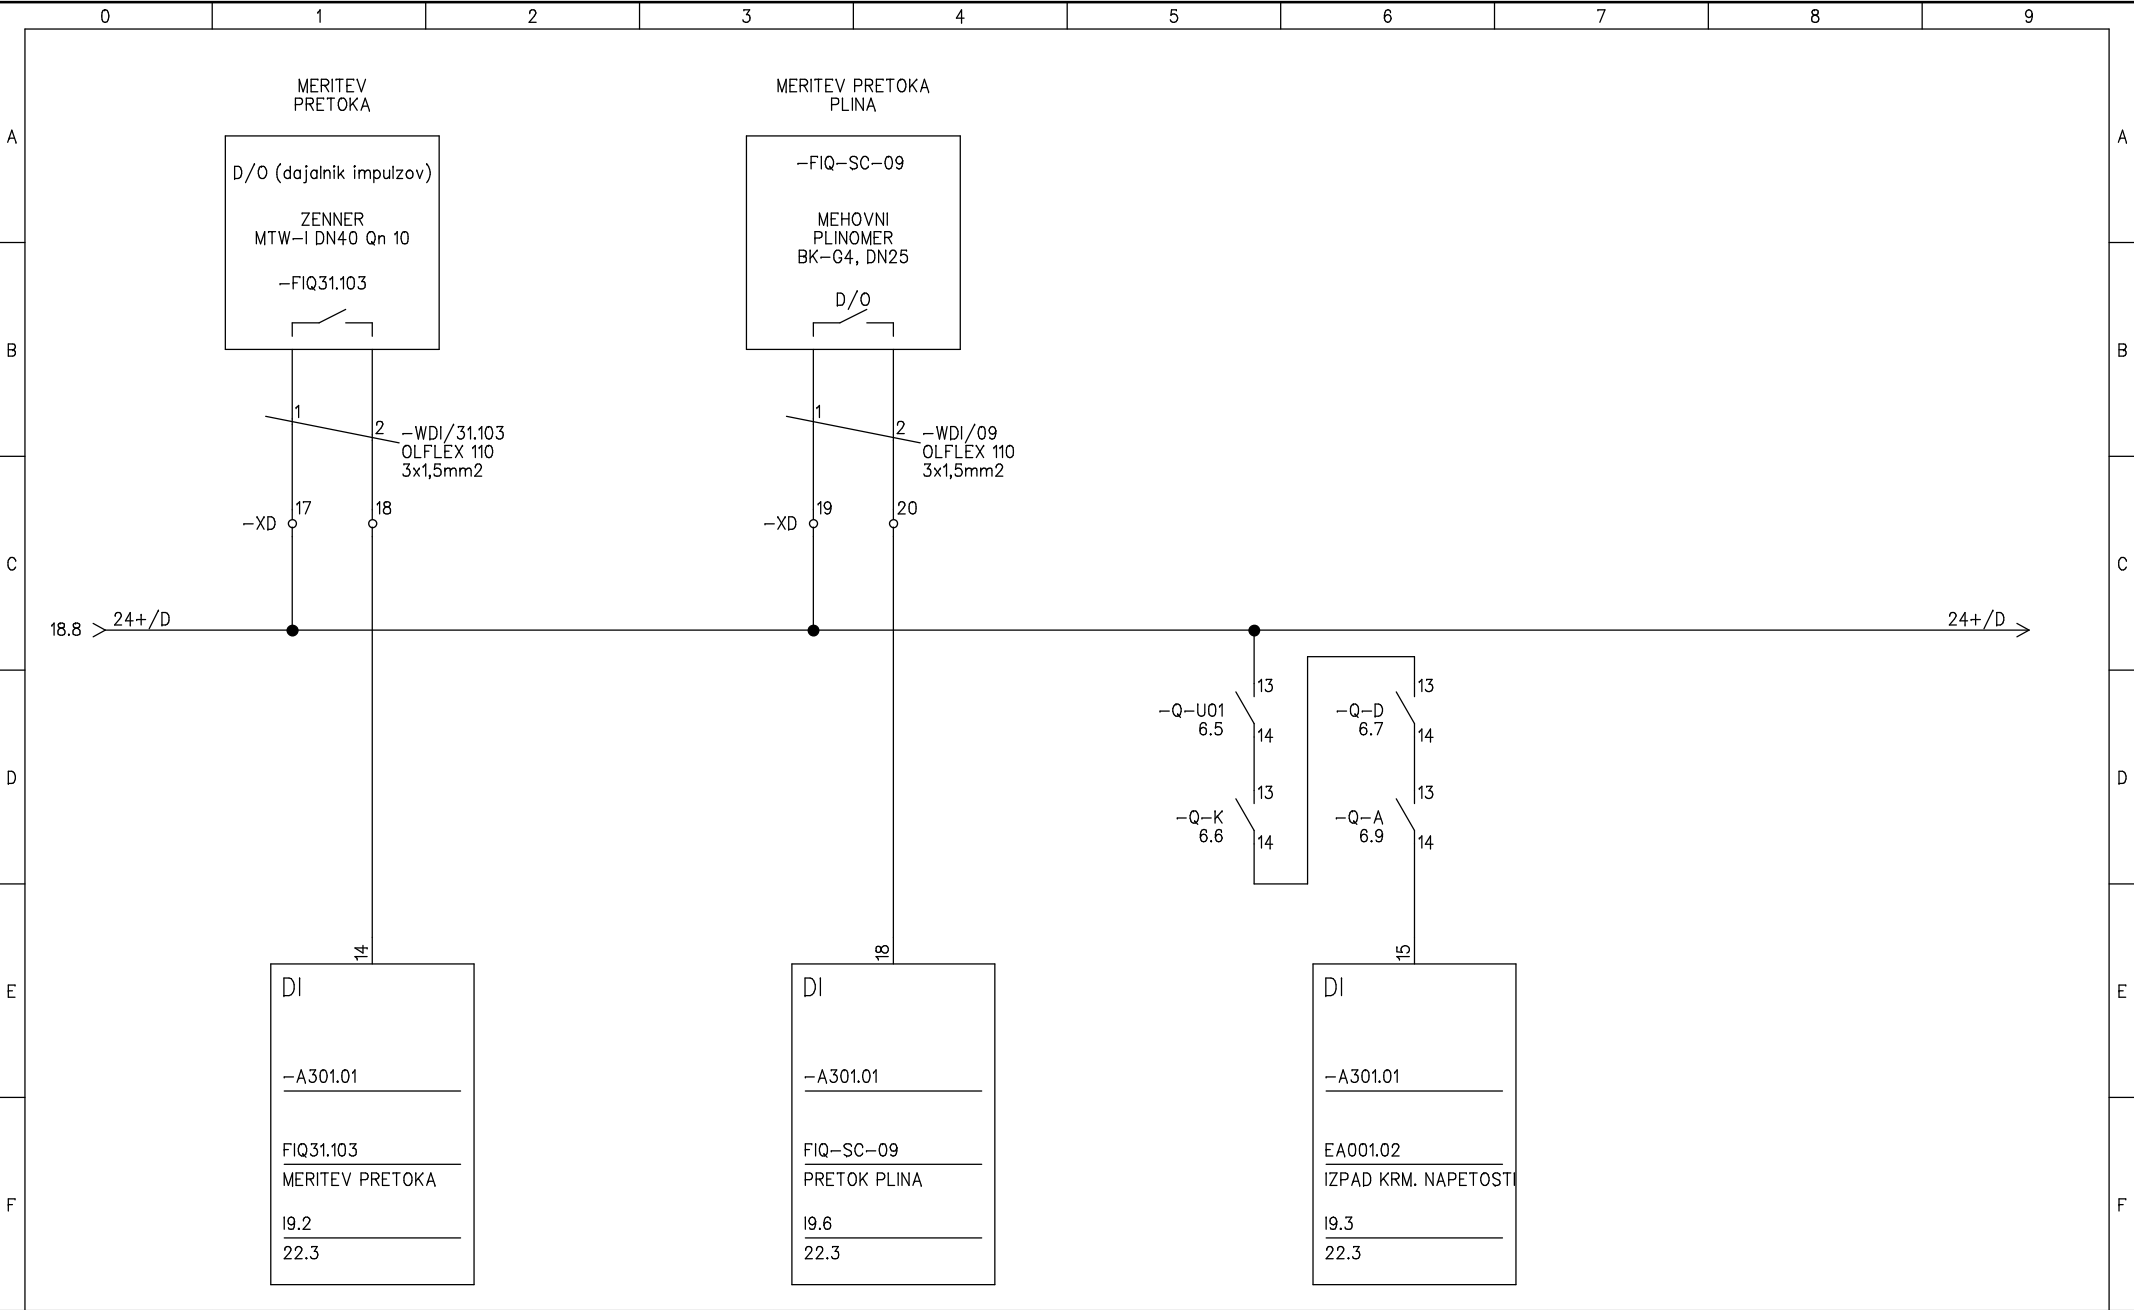 0 1 2 3 4 5 6 7 8 9
MERITEV
PRETOKA
MERITEV PRETOKA
PLINA
A
A
D/O (dajalnik impulzov)
ZENNER
MTW-I DN40 Qn 10
-FIQ31.103
-FIQ-SC-09
MEHOVNI
PLINOMER
BK-G4, DN25
D/O
B
B
1
2
-WDI/31.103
OLFLEX 110
3x1,5mm2
1
2
-WDI/09
OLFLEX 110
3x1,5mm2
-XD
17
18
-XD
19
20
C
C
18.8
24+/D
24+/D
-Q-U01
6.5
13
14
-Q-K
6.6
13
14
-Q-D
6.7
13
14
-Q-A
6.9
13
14
D
D
14
DI
-A301.01
FIQ31.103
MERITEV PRETOKA
I9.2
22.3
18
DI
-A301.01
FIQ-SC-09
PRETOK PLINA
I9.6
22.3
15
DI
-A301.01
EA001.02
IZPAD KRM. NAPETOSTI
I9.3
22.3
E
E
F
F